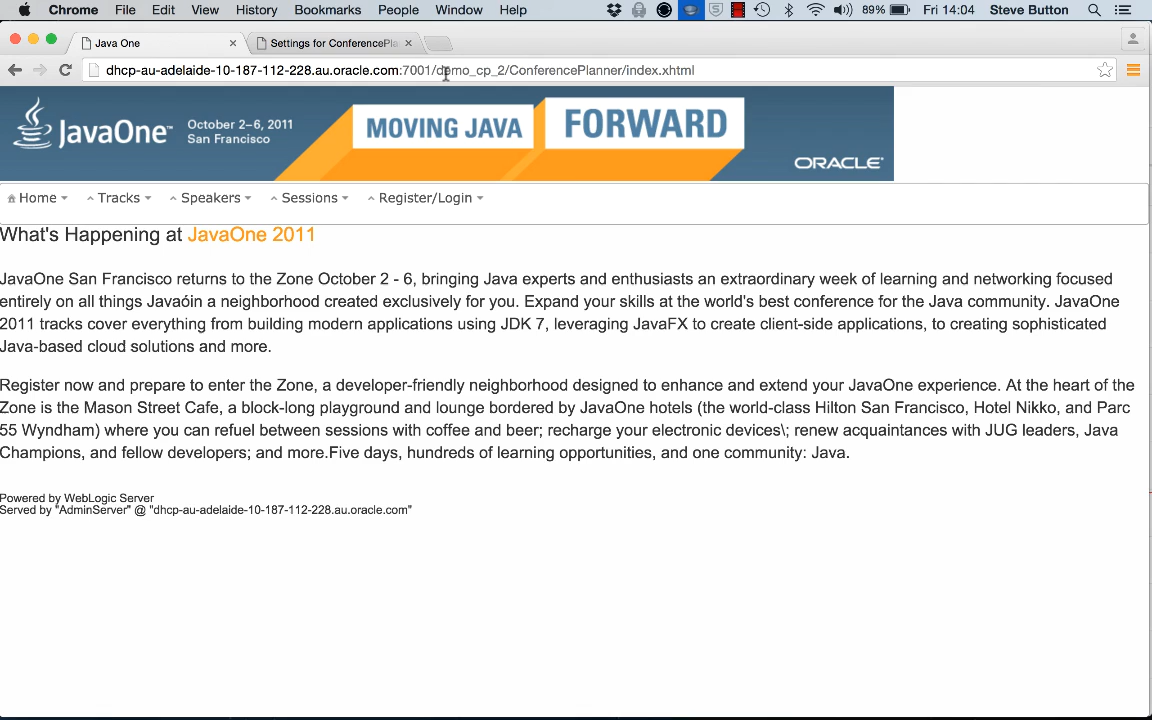 Chrome File Edit View History Bookmarks People Window Help 89% Fri 14:04 Steve Button
Java One Settings for ConferencePla
dhcp-au-adelaide-10-187-112-228.au.oracle.com:7001/demo_cp_2/ConferencePlanner/index.xhtml
JavaOne™ October 2–6, 2011 San Francisco MOVING JAVA FORWARD ORACLE®
Home Tracks Speakers Sessions Register/Login
What's Happening at JavaOne 2011
JavaOne San Francisco returns to the Zone October 2 - 6, bringing Java experts and enthusiasts an extraordinary week of learning and networking focused
entirely on all things Javaóin a neighborhood created exclusively for you. Expand your skills at the world's best conference for the Java community. JavaOne
2011 tracks cover everything from building modern applications using JDK 7, leveraging JavaFX to create client-side applications, to creating sophisticated
Java-based cloud solutions and more.
Register now and prepare to enter the Zone, a developer-friendly neighborhood designed to enhance and extend your JavaOne experience. At the heart of the
Zone is the Mason Street Cafe, a block-long playground and lounge bordered by JavaOne hotels (the world-class Hilton San Francisco, Hotel Nikko, and Parc
55 Wyndham) where you can refuel between sessions with coffee and beer; recharge your electronic devices\; renew acquaintances with JUG leaders, Java
Champions, and fellow developers; and more.Five days, hundreds of learning opportunities, and one community: Java.
Powered by WebLogic Server
Served by "AdminServer" @ "dhcp-au-adelaide-10-187-112-228.au.oracle.com"